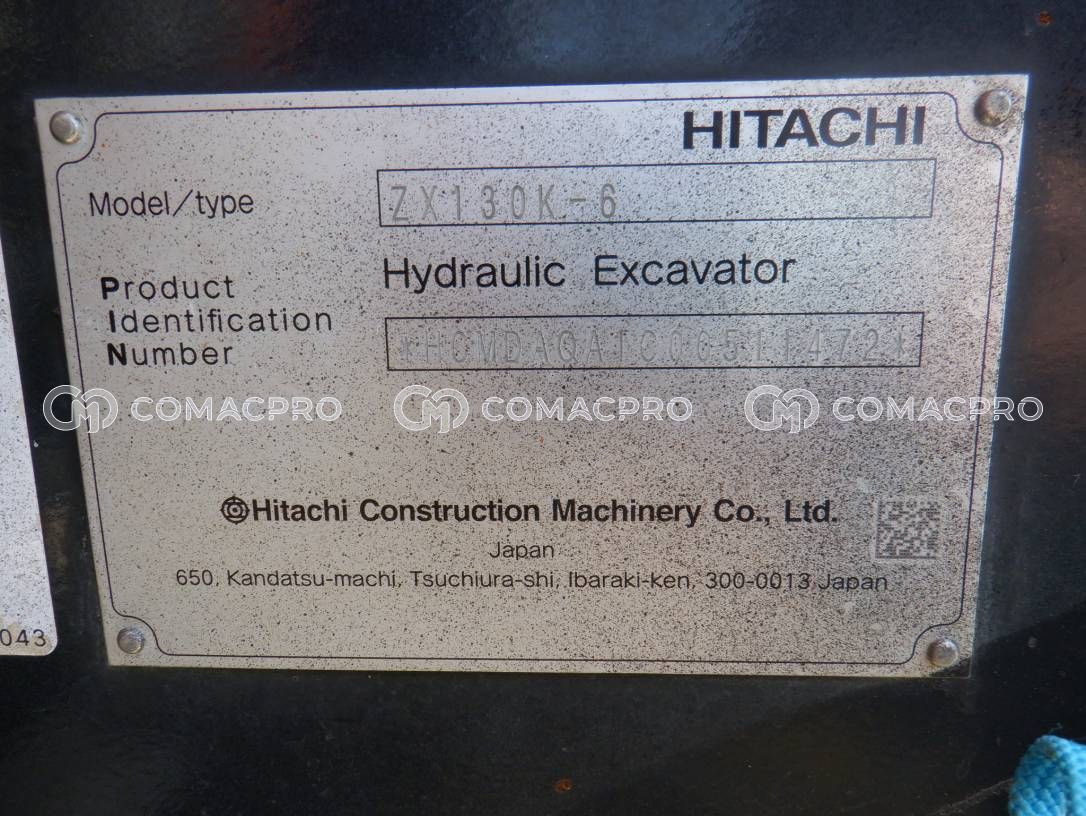 HITACHI
Model/type ZX130K-6
Hydraulic Excavator
Product
Identification
Number
COMACPRO COMACPRO COMACPRO
Hitachi Construction Machinery Co., Ltd.
Japan
650, Kandatsu-machi, Tsuchiura-shi, Ibaraki-ken, 300-0013 Japan
043